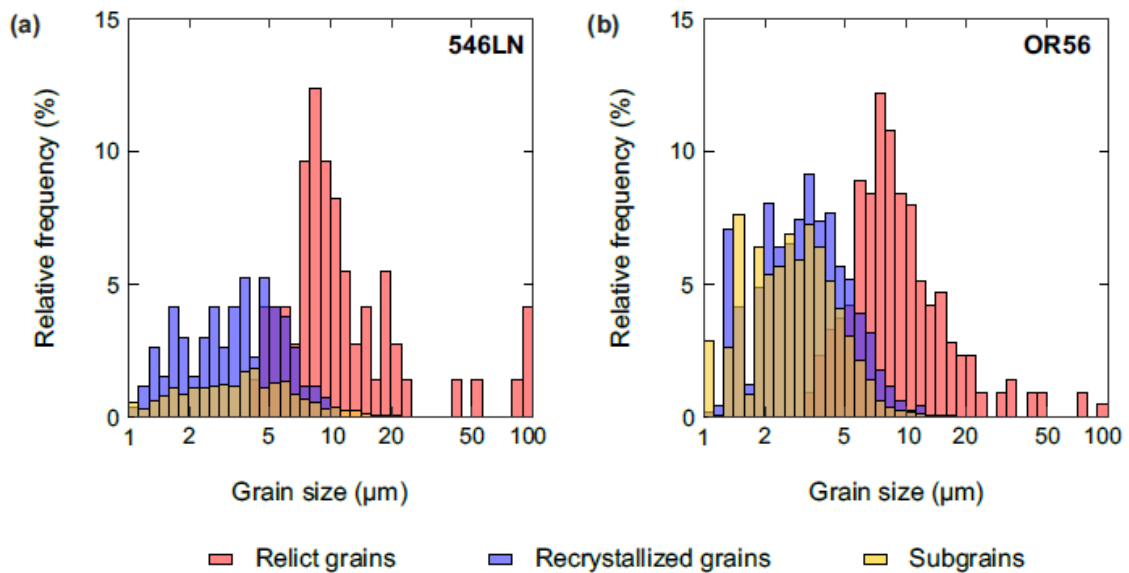 (a)
546LN
15
10
5
0
Relative frequency (%)
1 2 5 10 20 50 100
Grain size (µm)
(b)
OR56
15
10
5
0
Relative frequency (%)
1 2 5 10 20 50 100
Grain size (µm)
Relict grains Recrystallized grains Subgrains